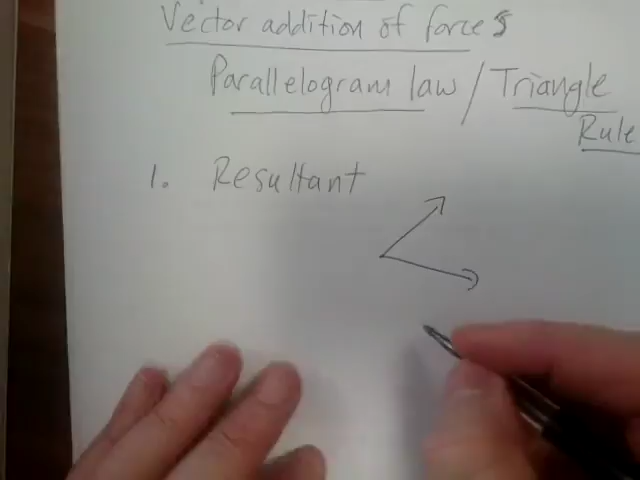 Vector addition of forces
Parallelogram law / Triangle
Rule
1. Resultant